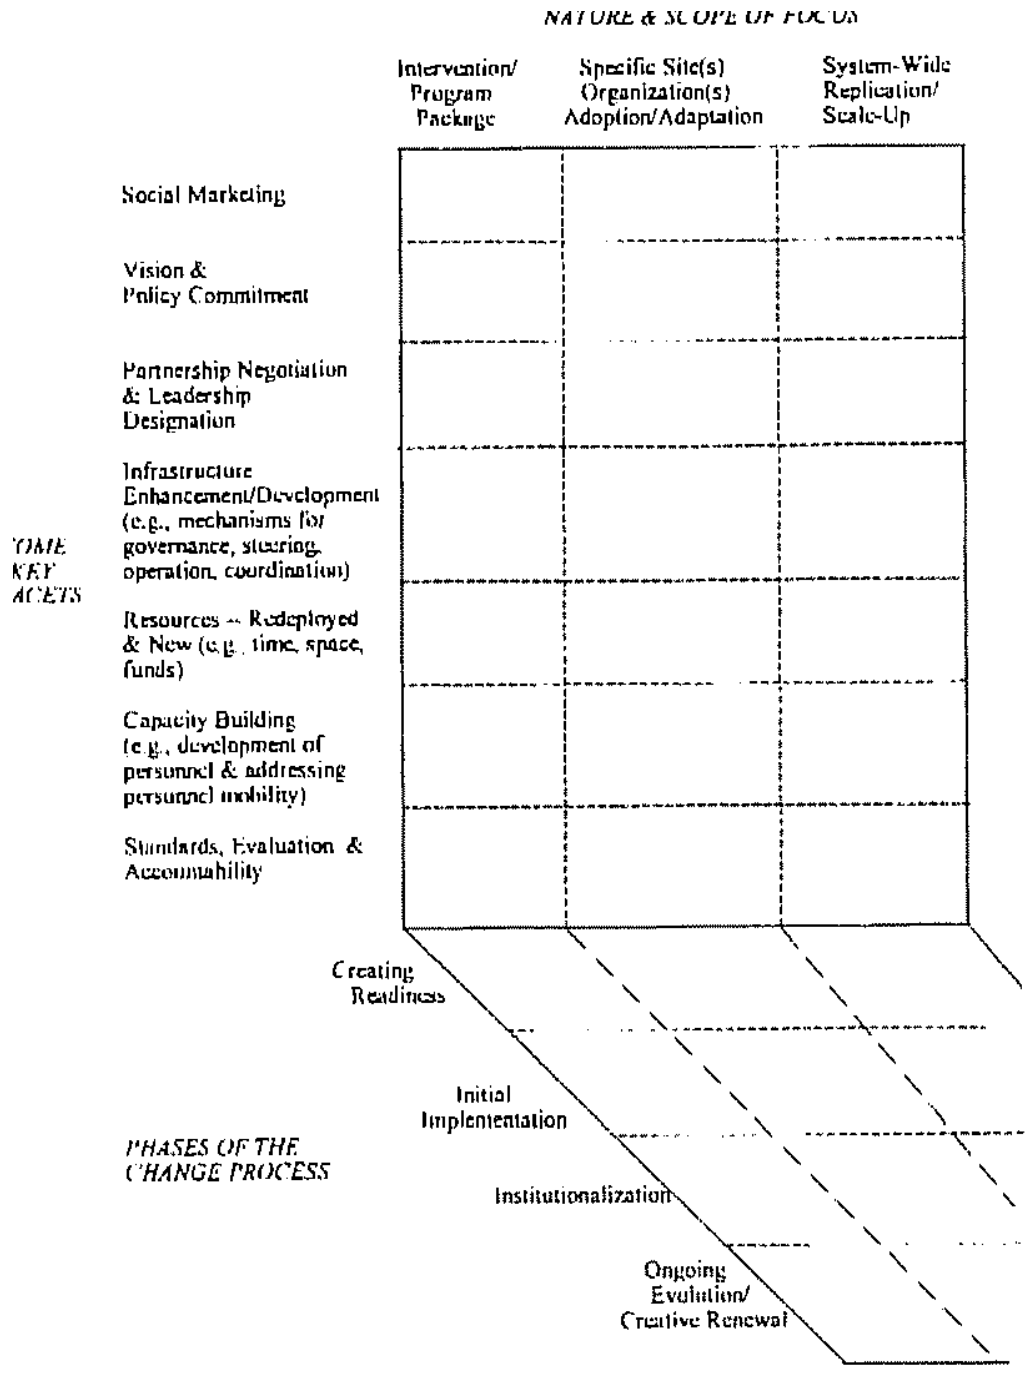 NATURE & SCOPE OF FOCUS
Intervention/
Program
Package
Specific Site(s)
Organization(s)
Adoption/Adaptation
System-Wide
Replication/
Scale-Up
Social Marketing
Vision &
Policy Commitment
Partnership Negotiation
& Leadership
Designation
Infrastructure
Enhancement/Development
(e.g., mechanisms for
governance, steering,
operation, coordination)
OME
KEY
ACETS
Resources -- Redeployed
& New (e.g., time, space,
funds)
Capacity Building
(e.g., development of
personnel & addressing
personnel mobility)
Standards, Evaluation &
Accountability
Creating
Readiness
Initial
Implementation
PHASES OF THE
CHANGE PROCESS
Institutionalization
Ongoing
Evolution/
Creative Renewal